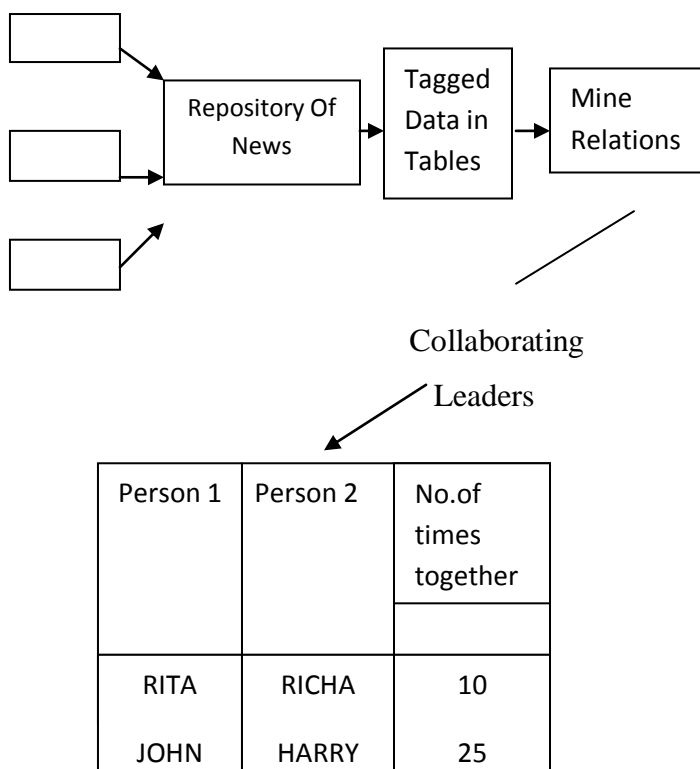 Repository Of
News
Tagged
Data in
Tables
Mine
Relations
Collaborating
Leaders
Person 1 Person 2 No.of
times
together
RITA RICHA 10
JOHN HARRY 25